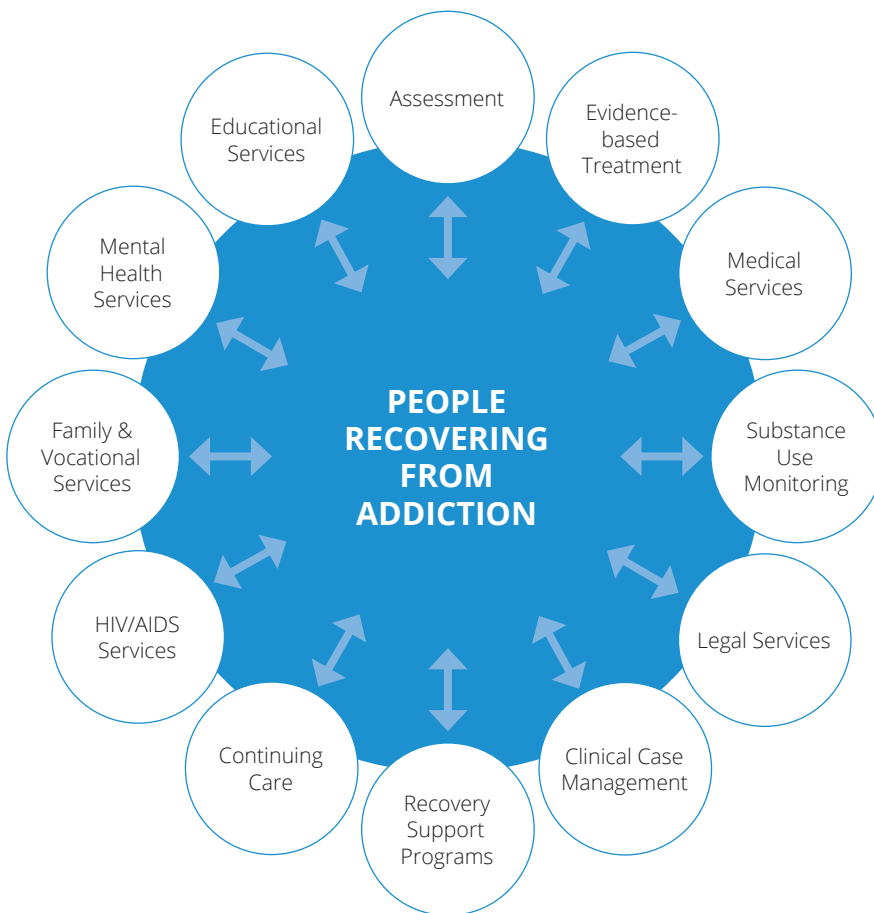 Assessment
Evidence-
based
Treatment
Medical
Services
Substance
Use
Monitoring
Legal Services
Clinical Case
Management
Recovery
Support
Programs
Continuing
Care
HIV/AIDS
Services
Family &
Vocational
Services
Mental
Health
Services
Educational
Services
PEOPLE
RECOVERING
FROM
ADDICTION